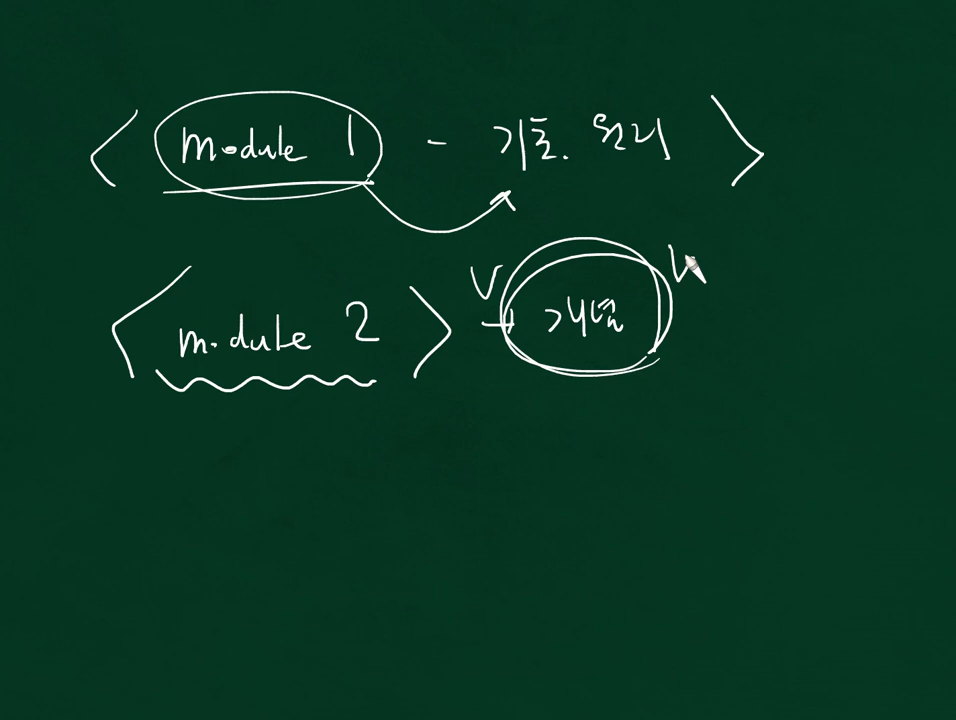 < module 1 - 기초. 원리 >
< module 2 > → 개념